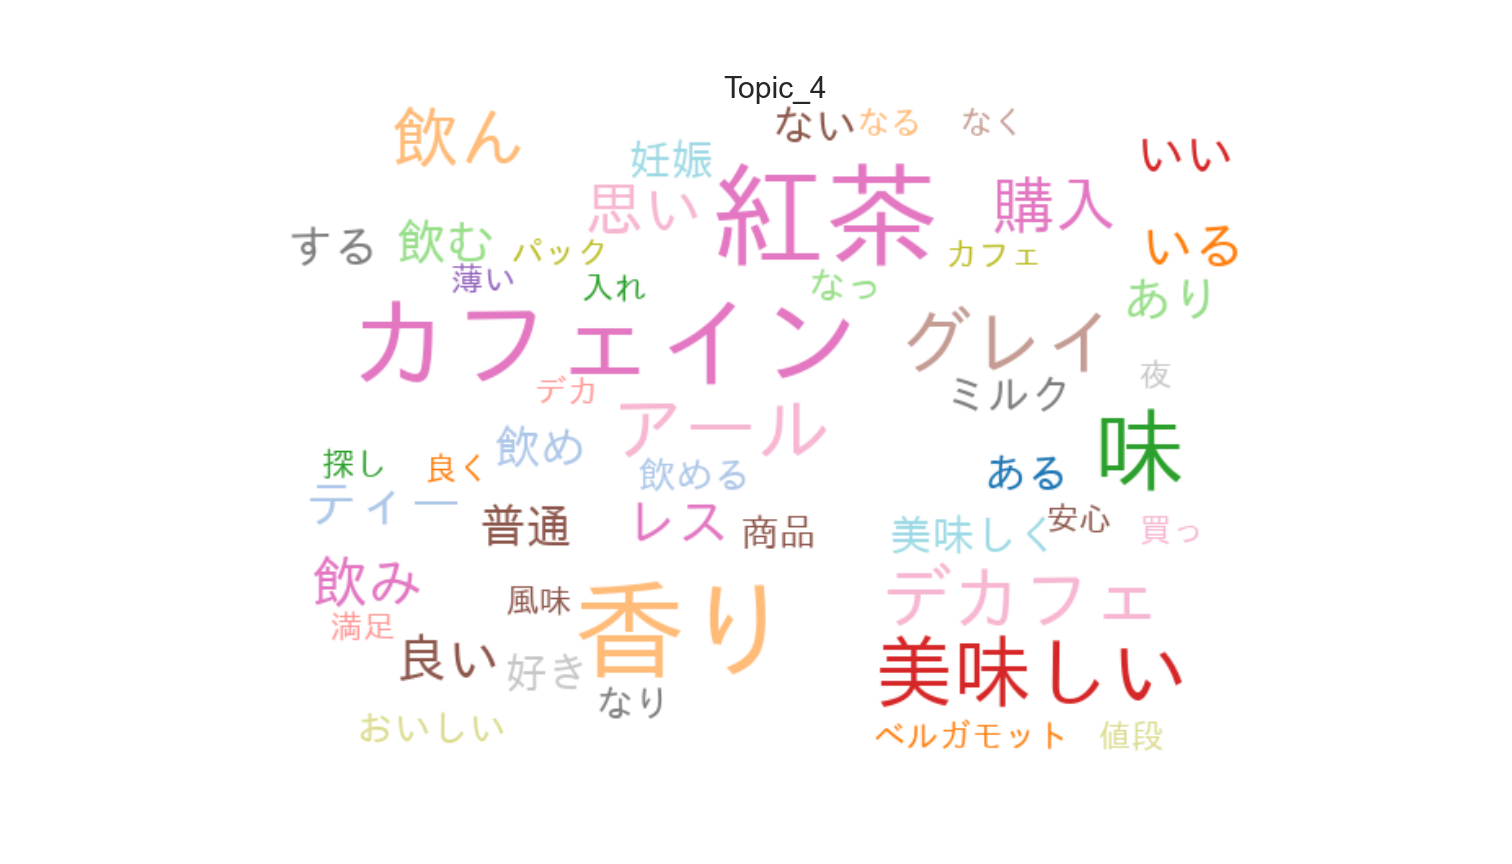 Topic_4
飲ん
ない
なる
なく
いい
妊娠
思い
紅茶
購入
する
飲む
パック
カフェ
いる
薄い
入れ
なっ
あり
カフェイン
グレイ
夜
デカ
ミルク
アール
味
飲め
探し
良く
飲める
ある
ティー
普通
レス
商品
美味しく
安心
買っ
飲み
風味
香り
デカフェ
満足
良い
好き
美味しい
なり
おいしい
ベルガモット
値段